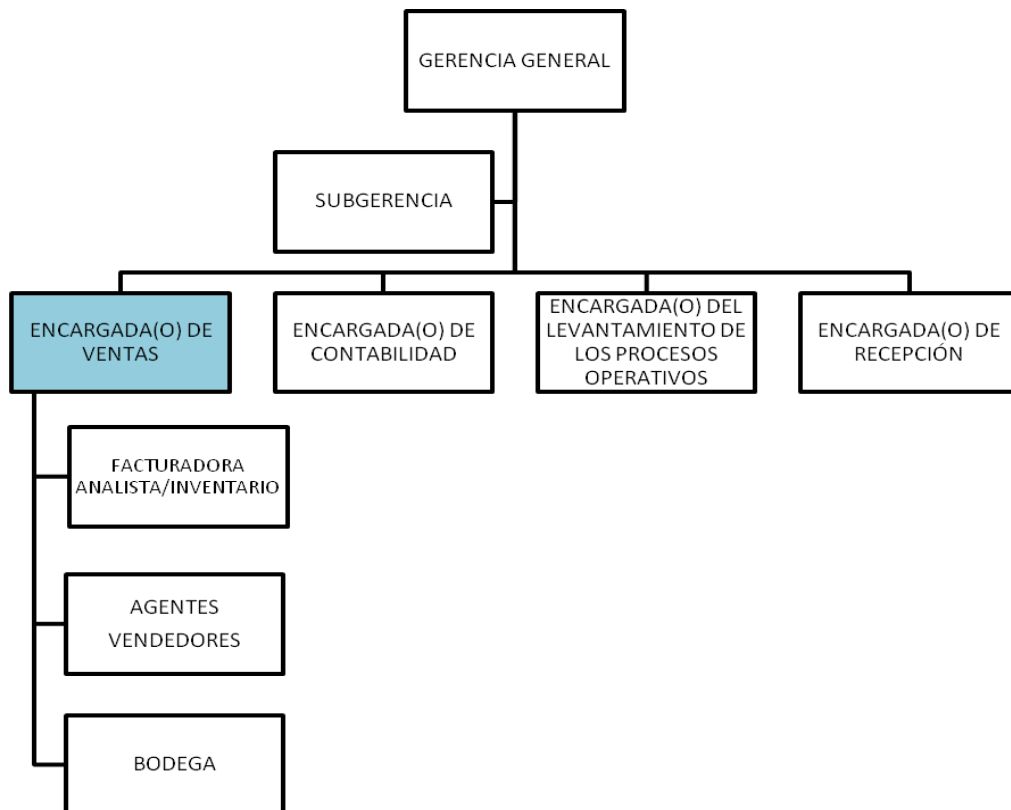 GERENCIA GENERAL
SUBGERENCIA
ENCARGADA(O) DE
VENTAS
ENCARGADA(O) DE
CONTABILIDAD
ENCARGADA(O) DEL
LEVANTAMIENTO DE
LOS PROCESOS
OPERATIVOS
ENCARGADA(O) DE
RECEPCIÓN
FACTURADORA
ANALISTA/INVENTARIO
AGENTES
VENDEDORES
BODEGA